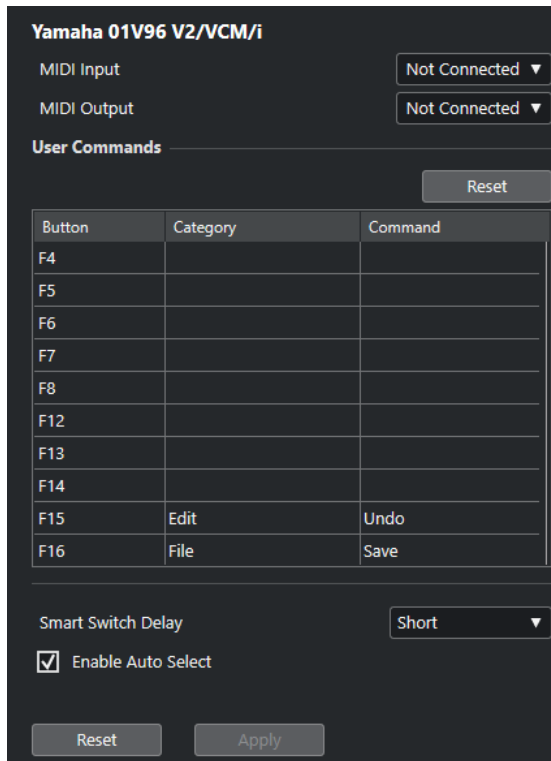 Yamaha 01V96 V2/VCM/i
MIDI Input Not Connected
MIDI Output Not Connected
User Commands
Reset
Button Category Command
F4
F5
F6
F7
F8
F12
F13
F14
F15 Edit Undo
F16 File Save
Smart Switch Delay Short
Enable Auto Select
Reset Apply